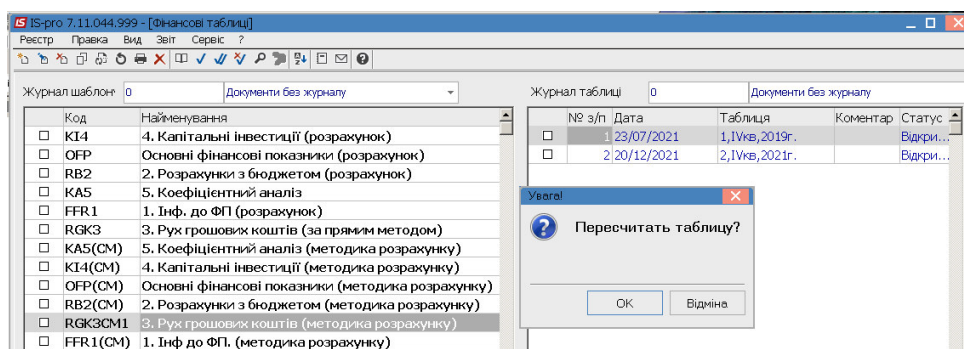 IS-pro 7.11.044.999 - [Фінансові таблиці]
Реєстр Правка Вид Звіт Сервіс ?
Журнал шаблон 0 Документи без журналу
Код Найменування
KI4 4. Капітальні інвестиції (розрахунок)
OFP Основні фінансові показники (розрахунок)
RB2 2. Розрахунки з бюджетом (розрахунок)
KA5 5. Коефіцієнтний аналіз
FFR1 1. Інф. до ФП (розрахунок)
RGK3 3. Рух грошових коштів (за прямим методом)
KA5(CM) 5. Коефіцієнтний аналіз (методика розрахунку)
KI4(CM) 4. Капітальні інвестиції (методика розрахунку)
OFP(CM) Основні фінансові показники (методика розрахунку)
RB2(CM) 2. Розрахунки з бюджетом (методика розрахунку)
RGK3CM1 3. Рух грошових коштів (методика розрахунку)
FFR1(CM) 1. Інф до ФП. (методика розрахунку)
Журнал таблиці 0 Документи без журналу
№ з/п Дата Таблиця Коментар Статус
1 23/07/2021 1,IVкв,2019г. Відкри...
2 20/12/2021 2,IVкв,2021г. Відкри...
Увага!
Пересчитать таблицу?
OK Відміна